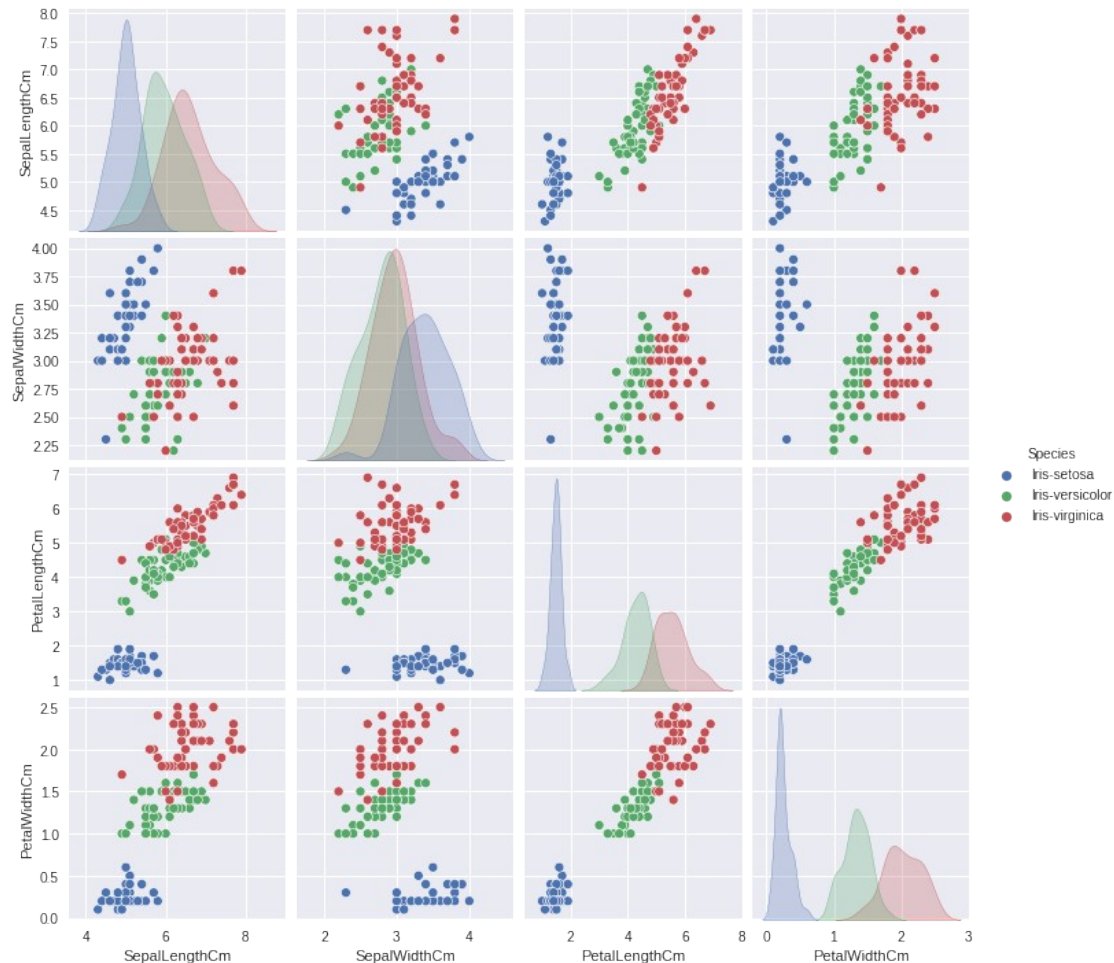 8.0
7.5
7.0
6.5
6.0
5.5
5.0
4.5
SepalLengthCm
4.00
3.75
3.50
3.25
3.00
2.75
2.50
2.25
SepalWidthCm
7
6
5
4
3
2
1
PetalLengthCm
2.5
2.0
1.5
1.0
0.5
0.0
PetalWidthCm
4 6 8
SepalLengthCm
2 3 4
SepalWidthCm
2 4 6 8
PetalLengthCm
0 1 2 3
PetalWidthCm
Species
Iris-setosa
Iris-versicolor
Iris-virginica